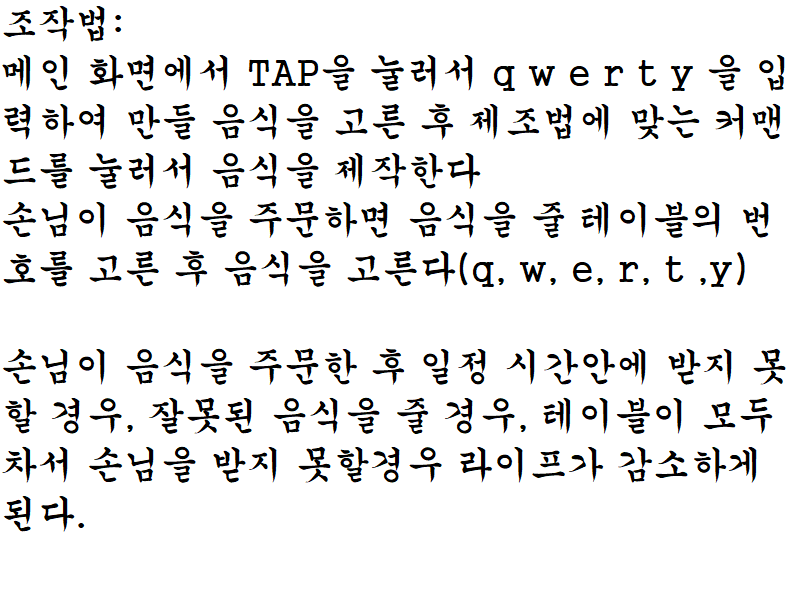 조작법:
메인 화면에서 TAP을 눌러서 q w e r t y 을 입
력하여 만들 음식을 고른 후 제조법에 맞는 커맨
드를 눌러서 음식을 제작한다
손님이 음식을 주문하면 음식을 줄 테이블의 번
호를 고른 후 음식을 고른다(q, w, e, r, t ,y)
손님이 음식을 주문한 후 일정 시간안에 받지 못
할 경우, 잘못된 음식을 줄 경우, 테이블이 모두
차서 손님을 받지 못할경우 라이프가 감소하게
된다.